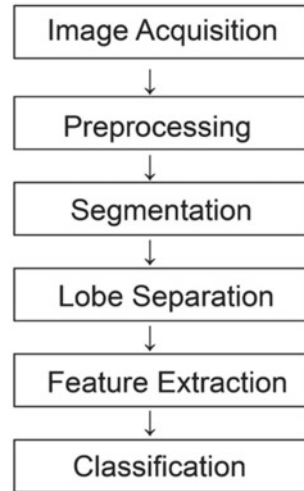 Image Acquisition
Preprocessing
Segmentation
Lobe Separation
Feature Extraction
Classification